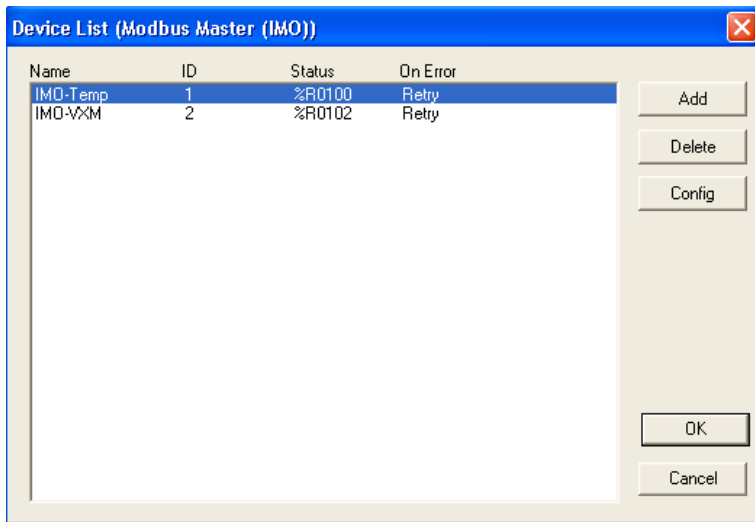 Device List (Modbus Master (IMO))
Name ID Status On Error
IMO-Temp 1 %R0100 Retry
IMO-VXM 2 %R0102 Retry
Add
Delete
Config
OK
Cancel